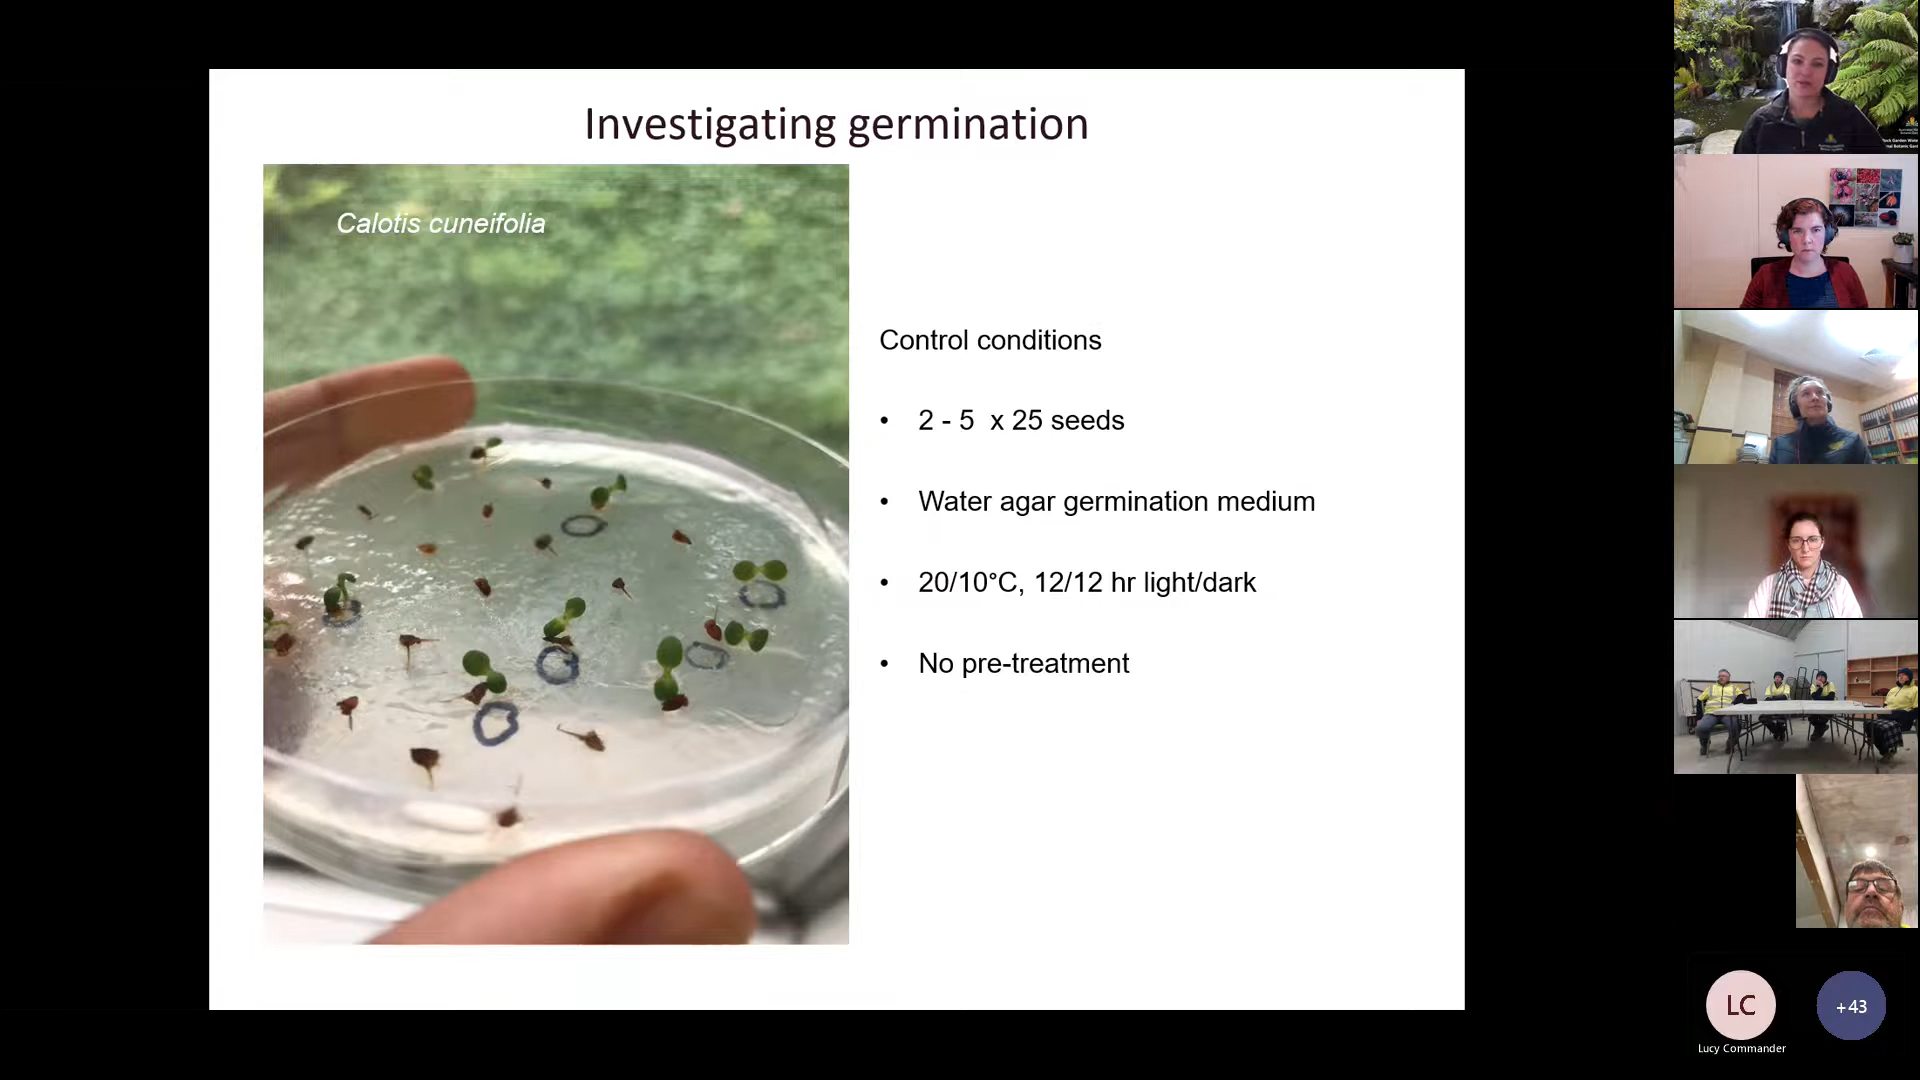 Investigating germination
Calotis cuneifolia
Control conditions
• 2 - 5 x 25 seeds
• Water agar germination medium
• 20/10°C, 12/12 hr light/dark
• No pre-treatment
LC
+43
Lucy Commander